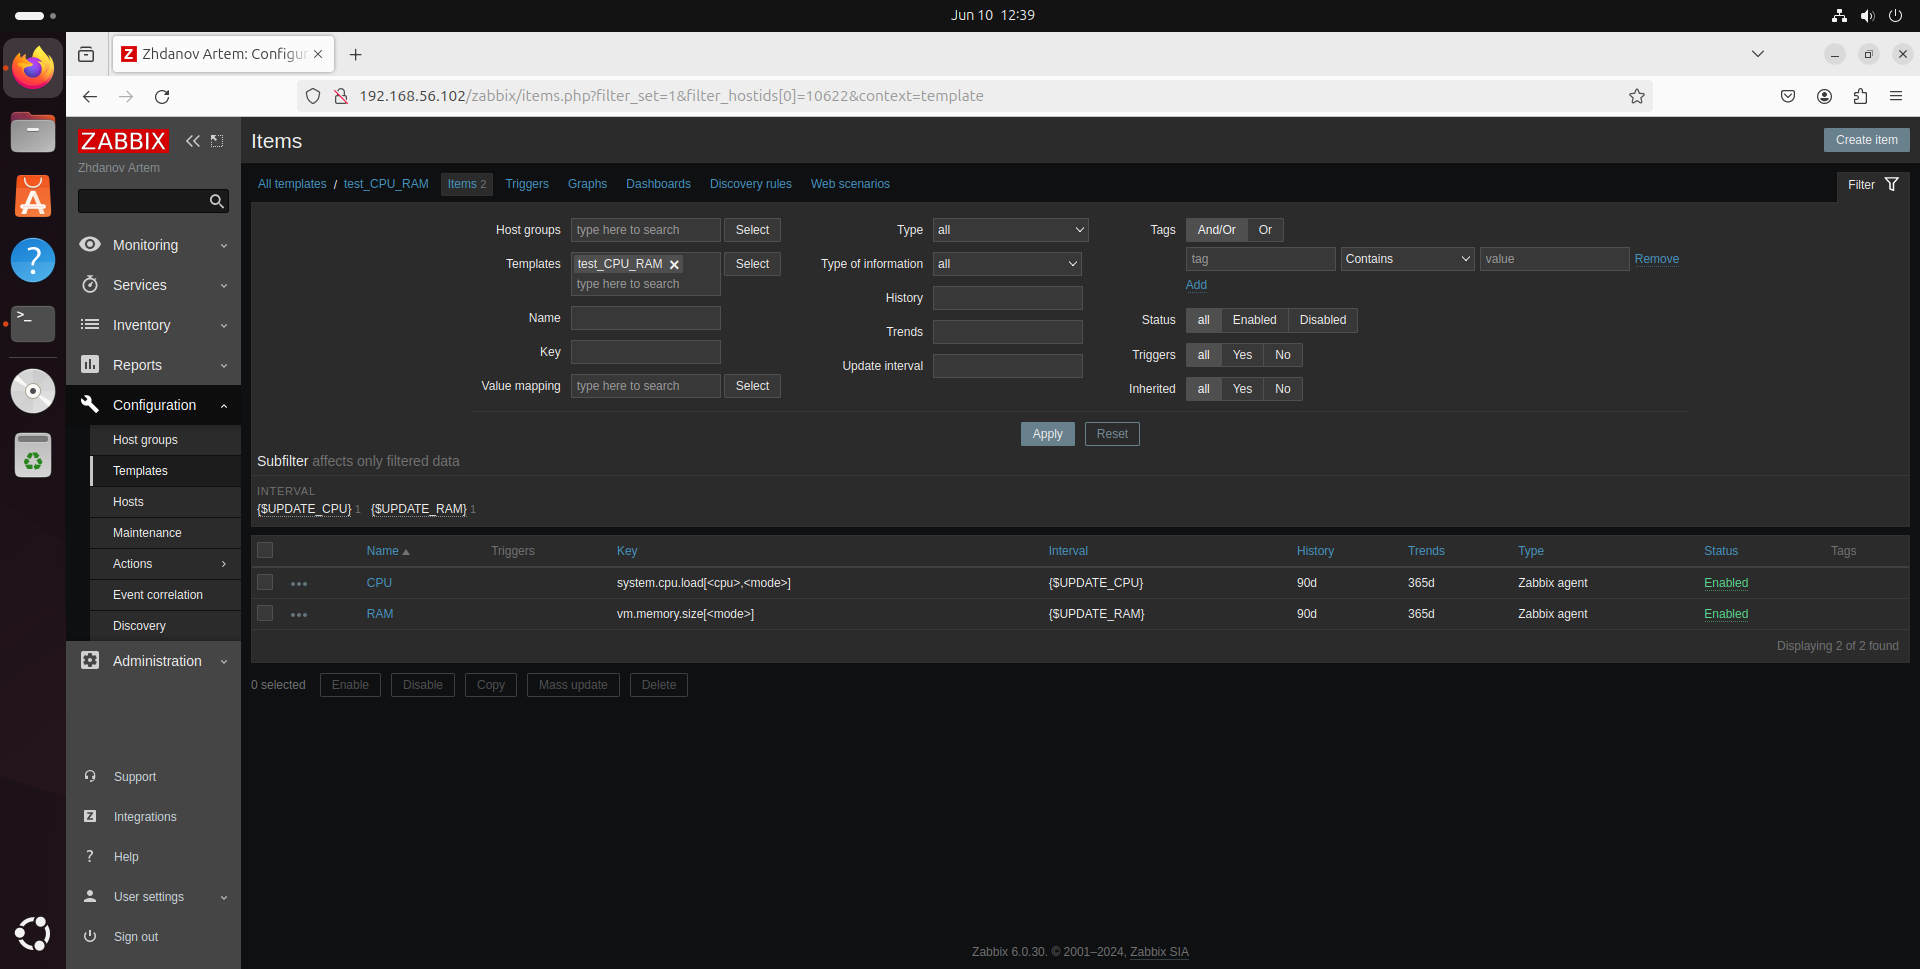 Jun 10 12:39
Zhdanov Artem: Configur
192.168.56.102/zabbix/items.php?filter_set=1&filter_hostids[0]=10622&context=template
ZABBIX
Zhdanov Artem
Monitoring
Services
Inventory
Reports
Configuration
Host groups
Templates
Hosts
Maintenance
Actions
Event correlation
Discovery
Administration
Support
Integrations
Help
User settings
Sign out
Items
Create item
All templates / test_CPU_RAM Items 2 Triggers Graphs Dashboards Discovery rules Web scenarios
Filter
Host groups type here to search Select
Templates test_CPU_RAM Select
type here to search
Name
Key
Value mapping type here to search Select
Type all
Type of information all
History
Trends
Update interval
Tags And/Or Or
tag Contains value Remove
Add
Status all Enabled Disabled
Triggers all Yes No
Inherited all Yes No
Apply Reset
Subfilter affects only filtered data
INTERVAL
{$UPDATE_CPU} 1 {$UPDATE_RAM} 1
Name Triggers Key Interval History Trends Type Status Tags
CPU system.cpu.load[<cpu>,<mode>] {$UPDATE_CPU} 90d 365d Zabbix agent Enabled
RAM vm.memory.size[<mode>] {$UPDATE_RAM} 90d 365d Zabbix agent Enabled
Displaying 2 of 2 found
0 selected Enable Disable Copy Mass update Delete
Zabbix 6.0.30. © 2001–2024, Zabbix SIA